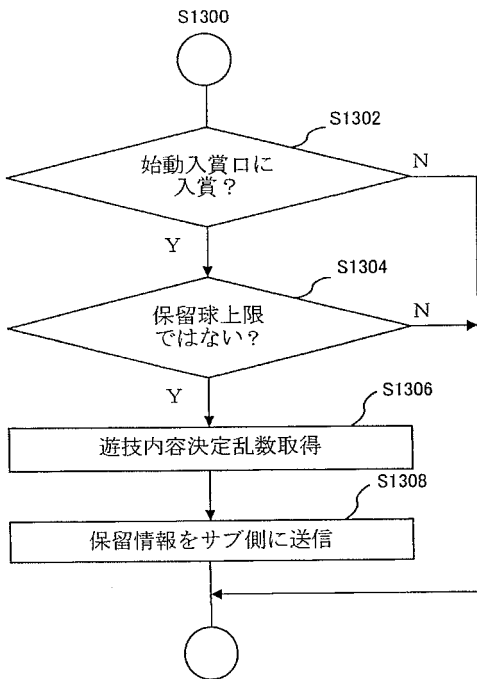 S1300
S1302
始動入賞口に
入賞?
N
Y
S1304
保留球上限
ではない?
N
Y
S1306
遊技内容決定乱数取得
S1308
保留情報をサブ側に送信